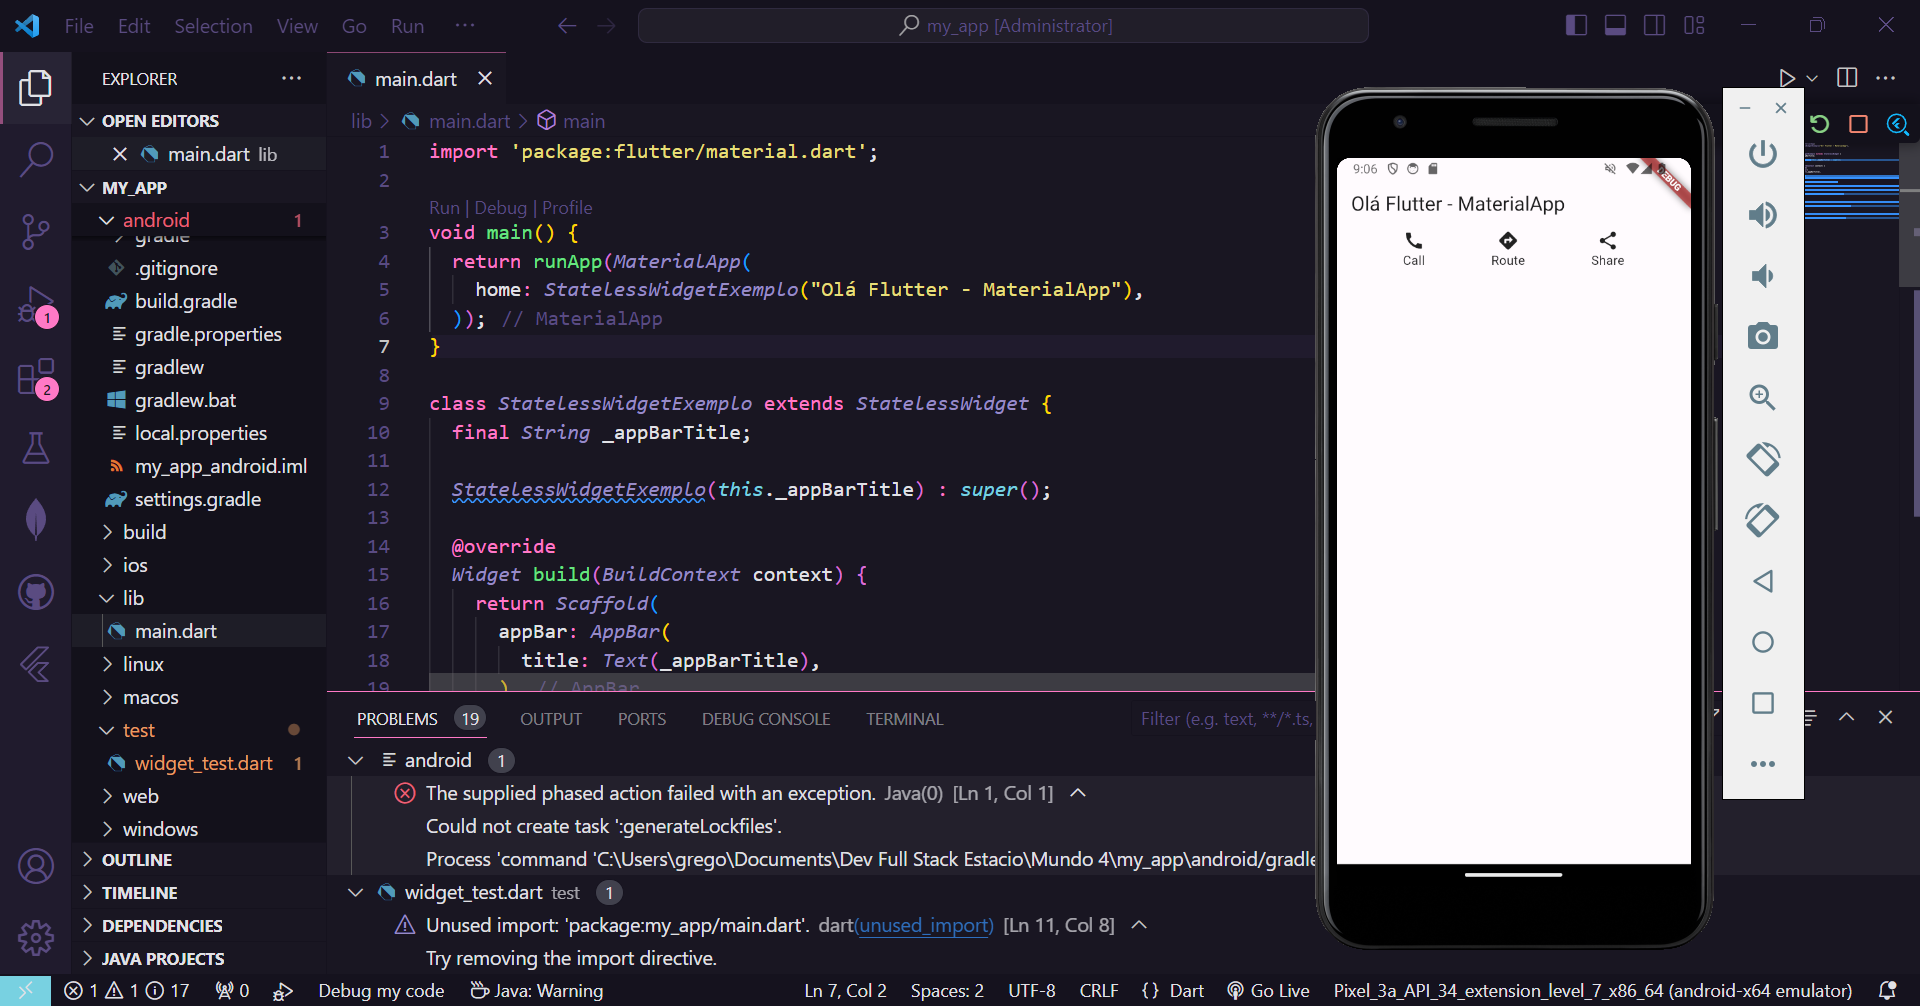 File Edit Selection View Go Run ···
my_app [Administrator]
EXPLORER
OPEN EDITORS
main.dart lib
MY_APP
android 1
gradle
.gitignore
build.gradle
gradle.properties
gradlew
gradlew.bat
local.properties
my_app_android.iml
settings.gradle
build
ios
lib
main.dart
linux
macos
test
widget_test.dart 1
web
windows
OUTLINE
TIMELINE
DEPENDENCIES
JAVA PROJECTS
1
2
main.dart
lib > main.dart > main
1 import 'package:flutter/material.dart';
2
Run | Debug | Profile
3 void main() {
4 return runApp(MaterialApp(
5 home: StatelessWidgetExemplo("Olá Flutter - MaterialApp"),
6 )); // MaterialApp
7 }
8
9 class StatelessWidgetExemplo extends StatelessWidget {
10 final String _appBarTitle;
11
12 StatelessWidgetExemplo(this._appBarTitle) : super();
13
14 @override
15 Widget build(BuildContext context) {
16 return Scaffold(
17 appBar: AppBar(
18 title: Text(_appBarTitle),
19 ) // AppBar
PROBLEMS 19 OUTPUT PORTS DEBUG CONSOLE TERMINAL
Filter (e.g. text, **/*.ts,
android 1
The supplied phased action failed with an exception. Java(0) [Ln 1, Col 1]
Could not create task ':generateLockfiles'.
Process 'command 'C:\Users\grego\Documents\Dev Full Stack Estacio\Mundo 4\my_app\android/gradle
widget_test.dart test 1
Unused import: 'package:my_app/main.dart'. dart(unused_import) [Ln 11, Col 8]
Try removing the import directive.
9:06
DEBUG
Olá Flutter - MaterialApp
Call Route Share
1 1 17 0 Debug my code Java: Warning Ln 7, Col 2 Spaces: 2 UTF-8 CRLF {} Dart Go Live Pixel_3a_API_34_extension_level_7_x86_64 (android-x64 emulator)